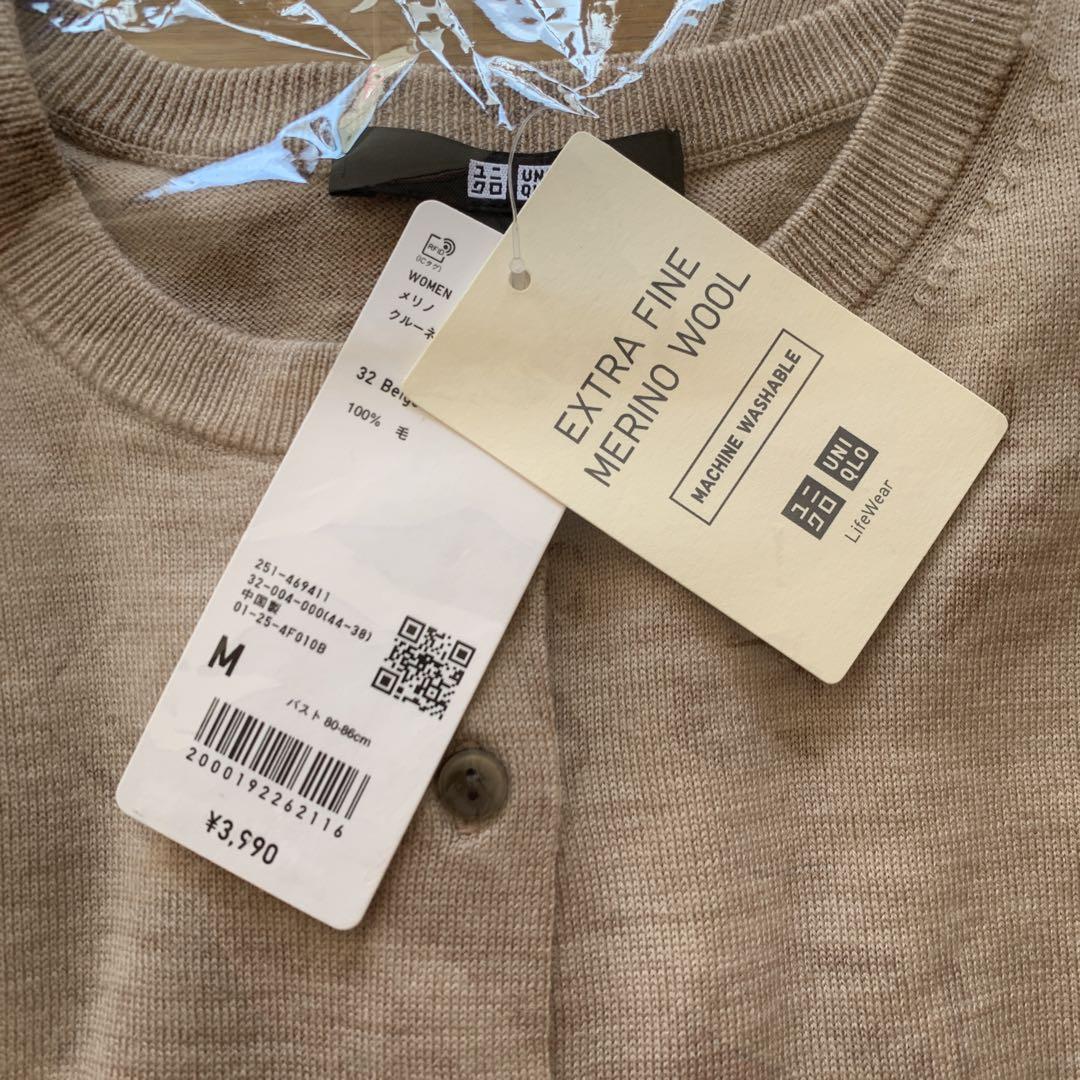 ユニ
クロ
UN
Q
RFID
(ICタグ)
WOMEN
メリノ
クルーネ
32 Beige
100% 毛
251-469411
32-004-000(44-38)
中国製
01-25-4F010B
M
バスト 80-86cm
2000192262116
¥3,990
EXTRA FINE
MERINO WOOL
MACHINE WASHABLE
ユニ
クロ
UNI
QLO
LifeWear